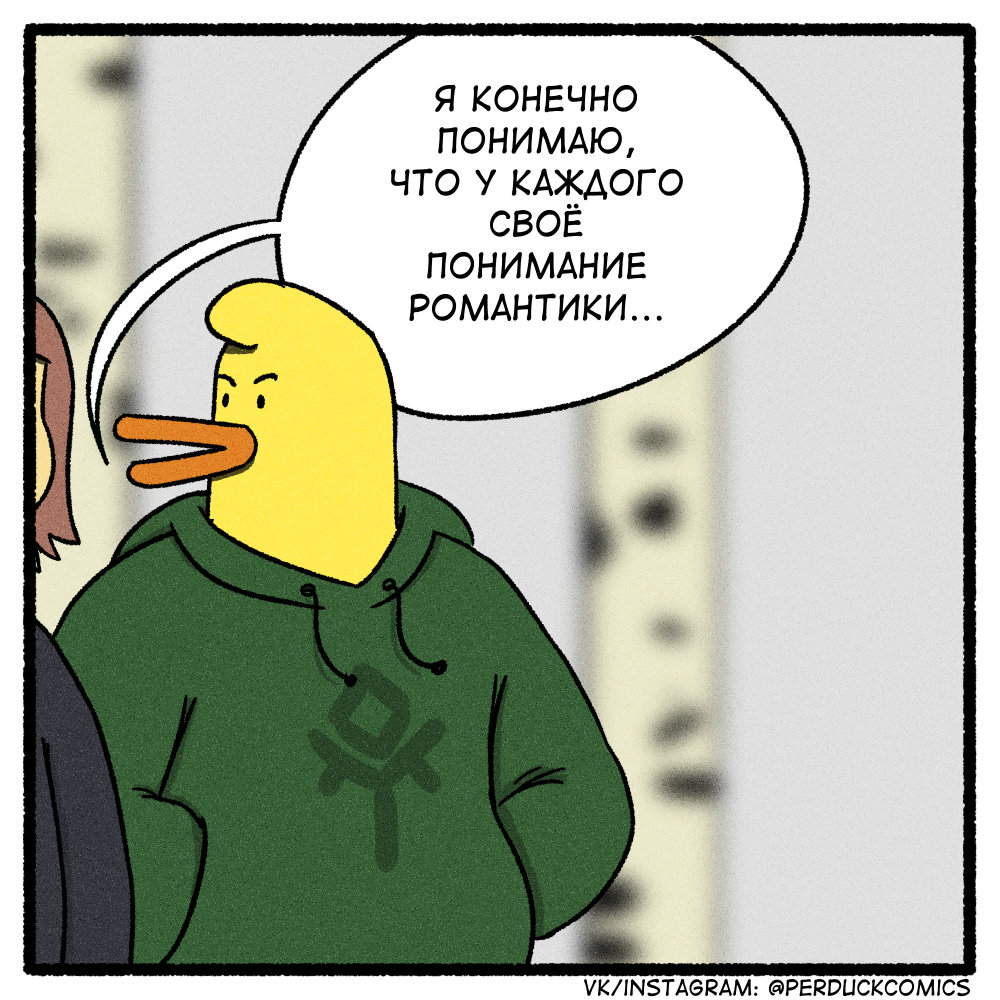 Я КОНЕЧНО
ПОНИМАЮ,
ЧТО У КАЖДОГО
СВОЁ
ПОНИМАНИЕ
РОМАНТИКИ...
VK/INSTAGRAM: @PERDUCKCOMICS